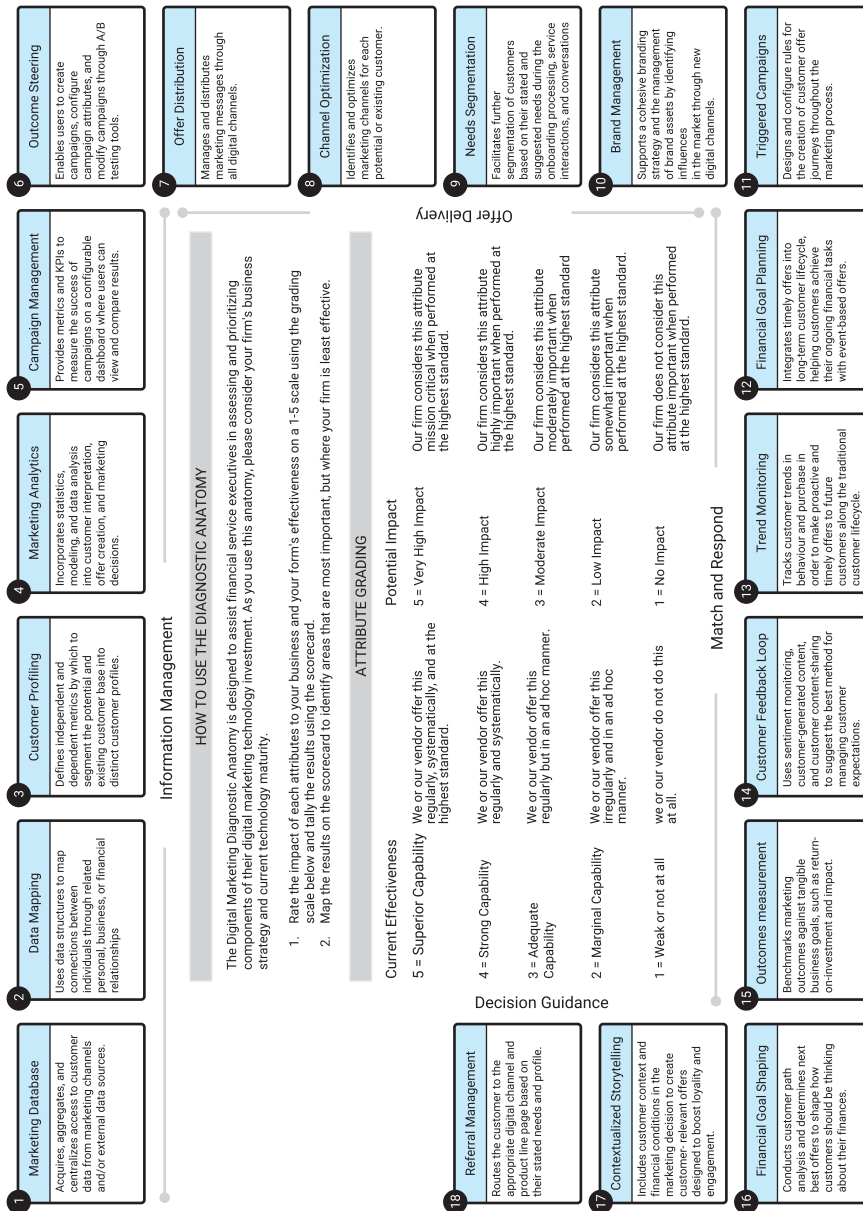 1
Marketing Database
Acquires, aggregates, and
centralizes access to customer
data from marketing channels
and/or external data sources.
2
Data Mapping
Uses data structures to map
connections between
individuals through related
personal, business, or financial
relationships
3
Customer Profiling
Defines independent and
dependent metrics by which to
segment the potential and
existing customer base into
distinct customer profiles.
4
Marketing Analytics
Incorporates statistics,
modeling, and data analysis
into customer interpretation,
offer creation, and marketing
decisions.
5
Campaign Management
Provides metrics and KPIs to
measure the success of
campaigns on a configurable
dashboard where users can
view and compare results.
6
Outcome Steering
Enables users to create
campaigns, configure
campaign attributes, and
modify campaigns through A/B
testing tools.
Information Management
7
Offer Distribution
Manages and distributes
marketing messages through
all digital channels.
8
Channel Optimization
Identifies and optimizes
marketing channels for each
potential or existing customer.
9
Needs Segmentation
Facilitates further
segmentation of customers
based on their stated and
suggested needs during the
onboarding processing, service
interactions, and conversations
10
Brand Management
Supports a cohesive branding
strategy and the management
of brand assets by identifying
influences
in the market through new
digital channels.
11
Triggered Campaigns
Designs and configure rules for
the creation of customer offer
journeys throughout the
marketing process.
Offer Delivery
HOW TO USE THE DIAGNOSTIC ANATOMY
The Digital Marketing Diagnostic Anatomy is designed to assist financial service executives in assessing and prioritizing
components of their digital marketing technology investment. As you use this anatomy, please consider your firm's business
strategy and current technology maturity.
1. Rate the impact of each attributes to your business and your form's effectiveness on a 1-5 scale using the grading
scale below and tally the results using the scorecard.
2. Map the results on the scorecard to identify areas that are most important, but where your firm is least effective.
ATTRIBUTE GRADING
Current Effectiveness
Potential Impact
5 = Superior Capability
We or our vendor offer this
regularly, systematically, and at the
highest standard.
5 = Very High Impact
Our firm considers this attribute
mission critical when performed at
the highest standard.
4 = Strong Capability
We or our vendor offer this
regularly and systematically.
4 = High Impact
Our firm considers this attribute
highly important when performed at
the highest standard.
3 = Adequate
Capability
We or our vendor offer this
regularly but in an ad hoc manner.
3 = Moderate Impact
Our firm considers this attribute
moderately important when
performed at the highest standard
2 = Marginal Capability
We or our vendor offer this
irregularly and in an ad hoc
manner.
2 = Low Impact
Our firm considers this attribute
somewhat important when
performed at the highest standard.
1 = Weak or not at all
we or our vendor do not do this
at all.
1 = No Impact
Our firm does not consider this
attribute important when performed
at the highest standard.
Decision Guidance
Match and Respond
18
Referral Management
Routes the customer to the
appropriate digital channel and
product line page based on
their stated needs and profile.
17
Contextualized Storytelling
Includes customer context and
financial conditions in the
marketing decision to create
customer- relevant offers
designed to boost loyality and
engagement.
16
Financial Goal Shaping
Conducts customer path
analysis and determines next
best offers to shape how
customers should be thinking
about their finances.
15
Outcomes measurement
Benchmarks marketing
outcomes against tangible
business goals, such as return-
on-investment and impact.
14
Customer Feedback Loop
Uses sentiment monitoring,
customer-generated content,
and customer content-sharing
to suggest the best method for
managing customer
expectations.
13
Trend Monitoring
Tracks customer trends in
behaviour and purchase in
order to make proactive and
timely offers to future
customers along the traditional
customer lifecycle.
12
Financial Goal Planning
Integrates timely offers into
long-term customer lifecycle,
helping customers achieve
their ongoing financial tasks
with event-based offers.